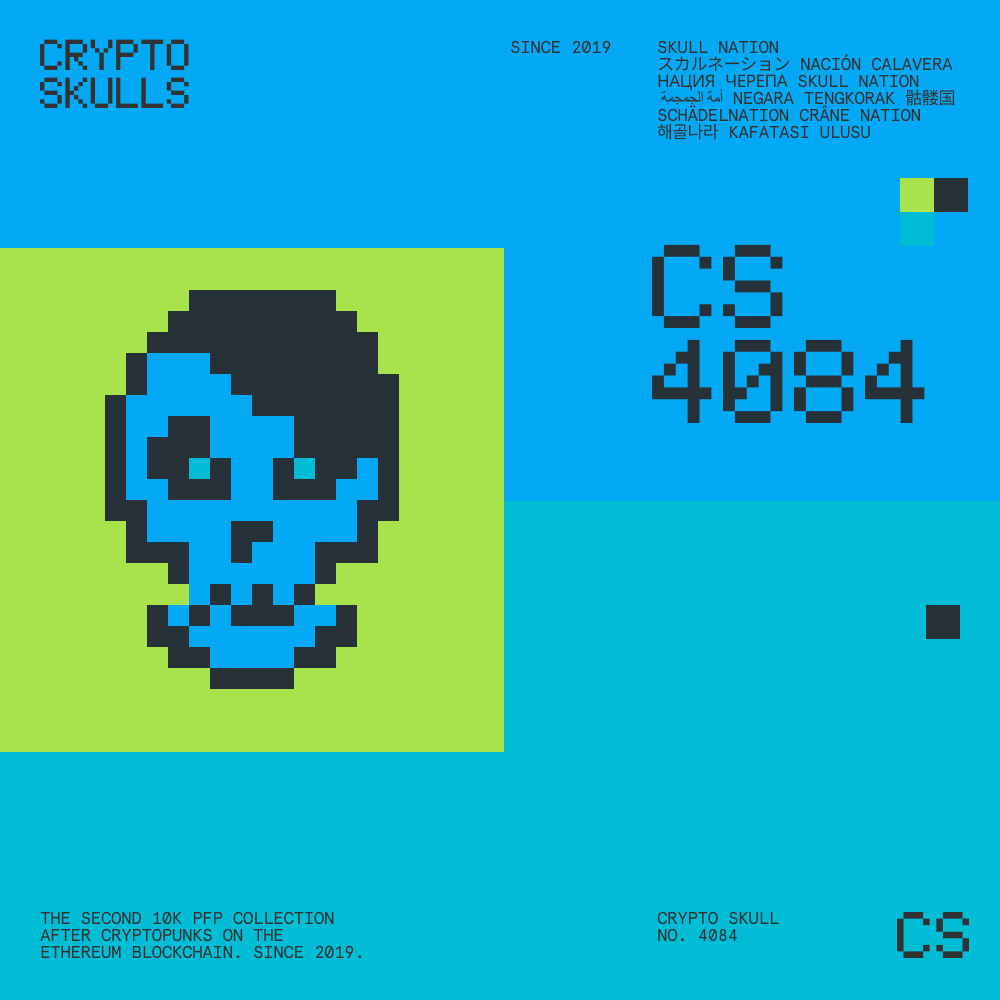 CRYPTO
SKULLS
SINCE 2019
SKULL NATION
スカルネーション NACIÓN CALAVERA
НАЦИЯ ЧЕРЕПА SKULL NATION
أمة الجمجمة NEGARA TENGKORAK 骷髅国
SCHÄDELNATION CRÂNE NATION
해골나라 KAFATASI ULUSU
CS
4084
THE SECOND 10K PFP COLLECTION
AFTER CRYPTOPUNKS ON THE
ETHEREUM BLOCKCHAIN. SINCE 2019.
CRYPTO SKULL
NO. 4084
CS